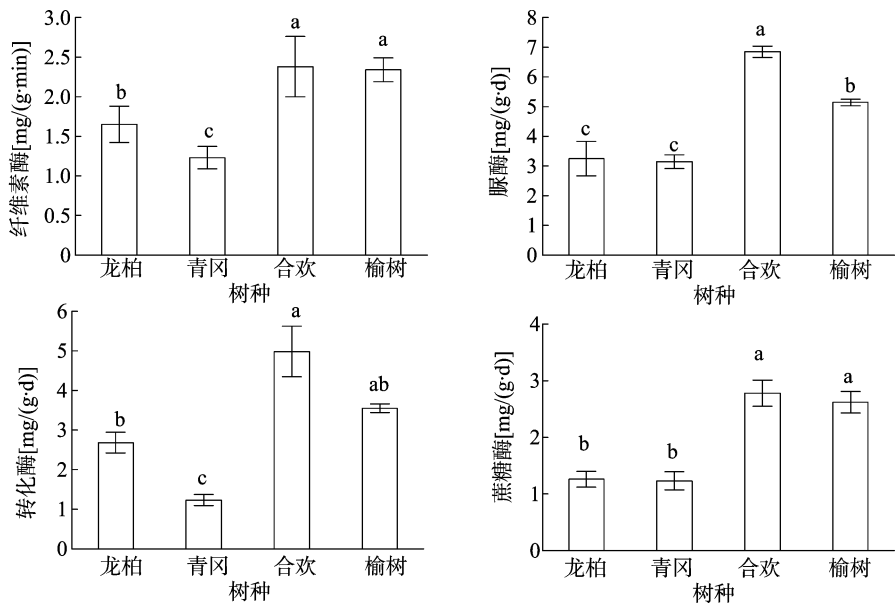 纤维素酶[mg/(g·min)]
3.0
2.5
2.0
1.5
1.0
0.5
0
b
c
a
a
龙柏 青冈 合欢 榆树
树种
脲酶[mg/(g·d)]
8
7
6
5
4
3
2
1
0
c
c
a
b
龙柏 青冈 合欢 榆树
树种
转化酶[mg/(g·d)]
6
5
4
3
2
1
0
b
c
a
ab
龙柏 青冈 合欢 榆树
树种
蔗糖酶[mg/(g·d)]
4
3
2
1
0
b
b
a
a
龙柏 青冈 合欢 榆树
树种